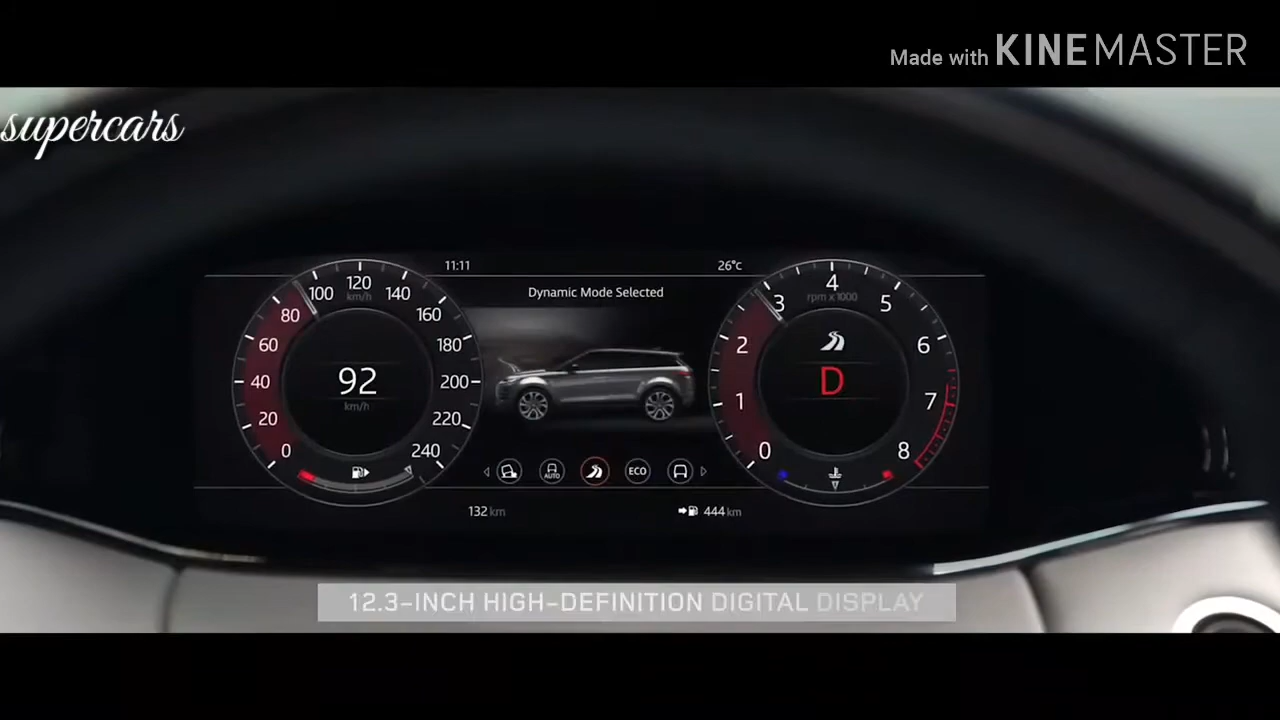 Made with KINEMASTER
supercars
11:11
26°c
Dynamic Mode Selected
0
20
40
60
80
100
120
140
160
180
200
220
240
km/h
92
km/h
0
1
2
3
4
5
6
7
8
rpm x 1000
D
AUTO
ECO
132 km
444 km
12.3-INCH HIGH-DEFINITION DIGITAL DISPLAY